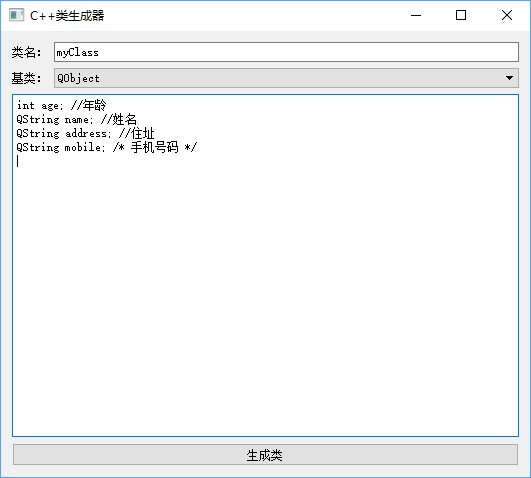 C++类生成器
类名: myClass
基类: QObject
int age; //年龄
QString name; //姓名
QString address; //住址
QString mobile; /* 手机号码 */
生成类